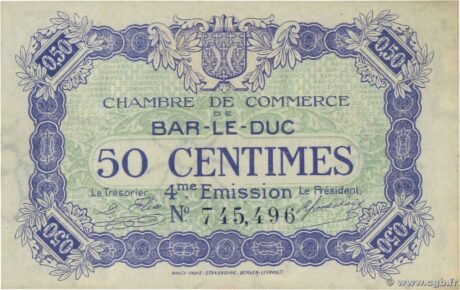 0,50 0,50
CHAMBRE DE COMMERCE
DE
BAR-LE-DUC
50 CENTIMES
Le Trésorier, 4me Emission Le Président,
No 745,496
0,50 0,50
NANCY-PARIS-STRASBOURG, BERGER-LEVRAULT.
© www.cgb.fr